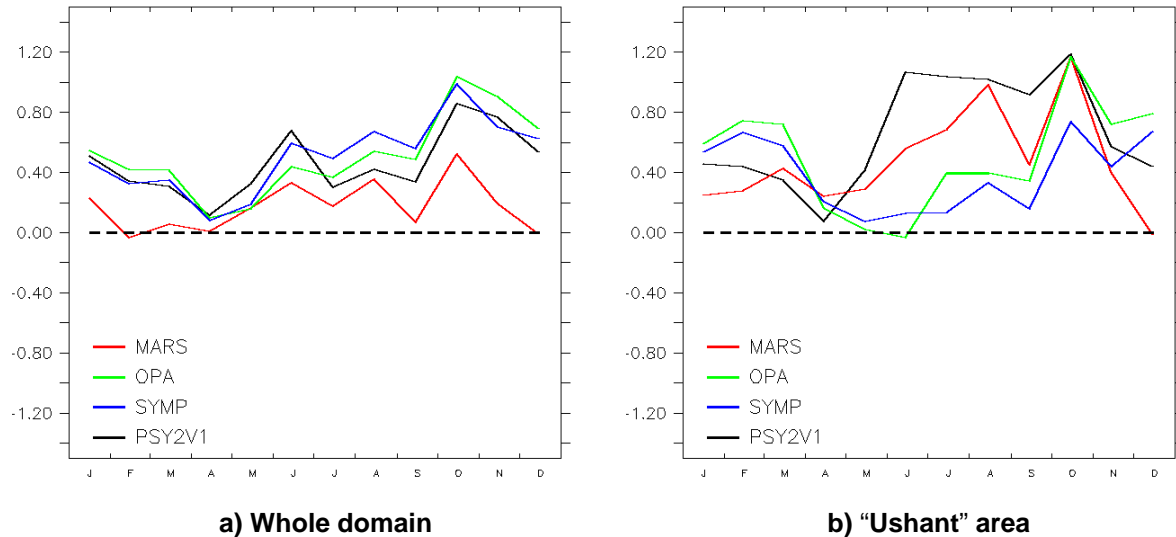 1.20
0.80
0.40
0.00
-0.40
-0.80
-1.20
MARS
OPA
SYMP
PSY2V1
J F M A M J J A S O N D
a) Whole domain
1.20
0.80
0.40
0.00
-0.40
-0.80
-1.20
MARS
OPA
SYMP
PSY2V1
J F M A M J J A S O N D
b) “Ushant” area